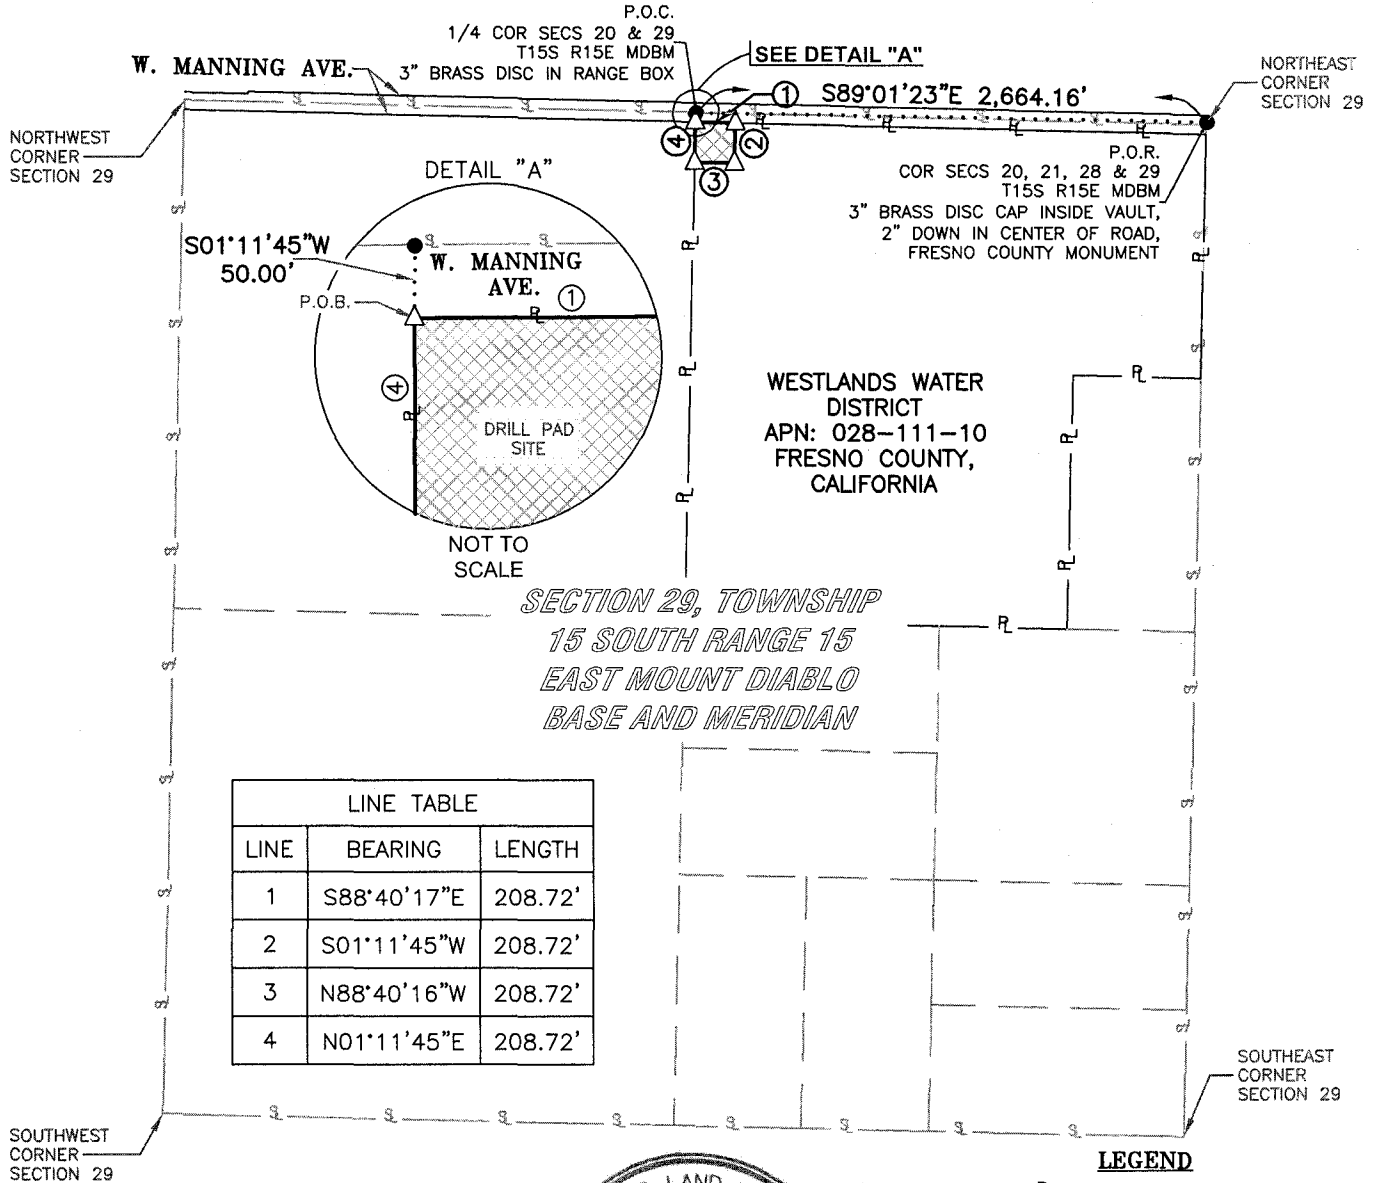 P.O.C.
1/4 COR SECS 20 & 29
T15S R15E MDBM
3" BRASS DISC IN RANGE BOX
W. MANNING AVE.
SEE DETAIL "A"
1 S89°01'23"E 2,664.16'
NORTHEAST
CORNER
SECTION 29
NORTHWEST
CORNER
SECTION 29
4
2
3
P.O.R.
COR SECS 20, 21, 28 & 29
T15S R15E MDBM
3" BRASS DISC CAP INSIDE VAULT,
2" DOWN IN CENTER OF ROAD,
FRESNO COUNTY MONUMENT
DETAIL "A"
S01°11'45"W
50.00'
W. MANNING
AVE.
P.O.B.
1
4
DRILL PAD
SITE
NOT TO
SCALE
WESTLANDS WATER
DISTRICT
APN: 028-111-10
FRESNO COUNTY,
CALIFORNIA
SECTION 29, TOWNSHIP
15 SOUTH RANGE 15
EAST MOUNT DIABLO
BASE AND MERIDIAN
LINE TABLE
LINE BEARING LENGTH
1 S88°40'17"E 208.72'
2 S01°11'45"W 208.72'
3 N88°40'16"W 208.72'
4 N01°11'45"E 208.72'
SOUTHWEST
CORNER
SECTION 29
SOUTHEAST
CORNER
SECTION 29
LEGEND
LAND